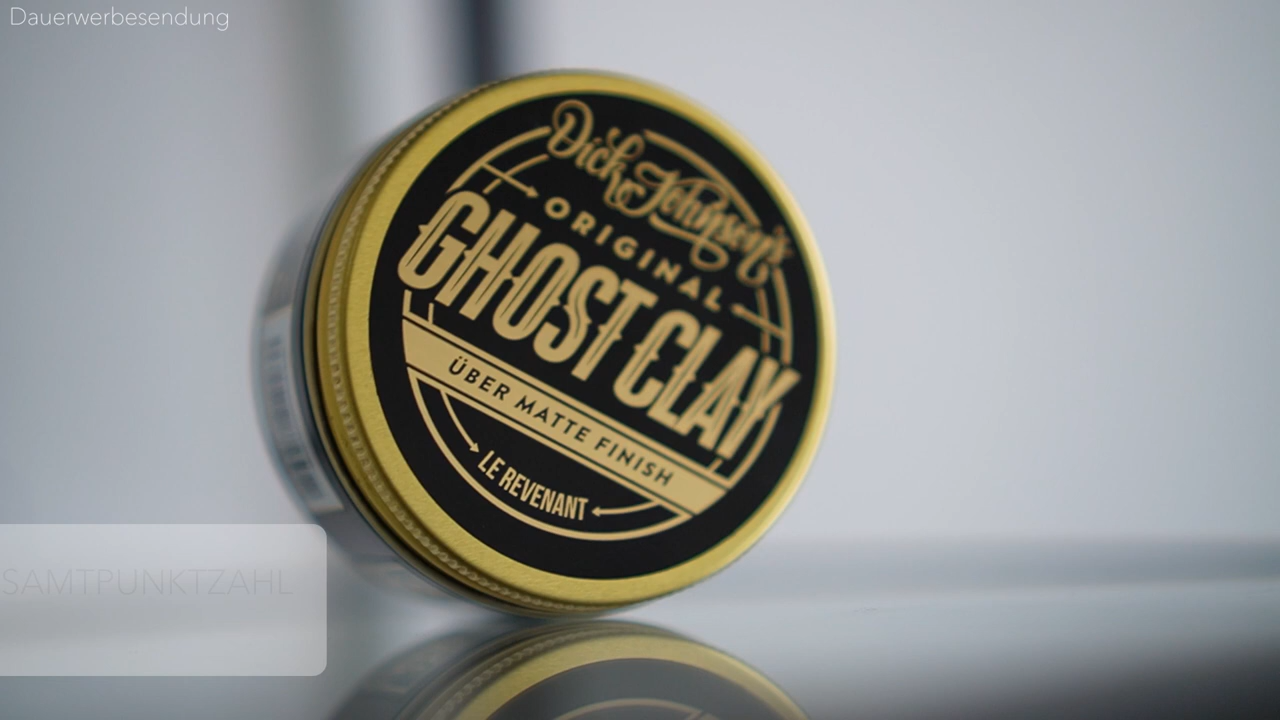 Dauerwerbesendung
Dick Johnson's
ORIGINAL
GHOST CLAY
ÜBER MATTE FINISH
LE REVENANT
SAMTPUNKTZAHL